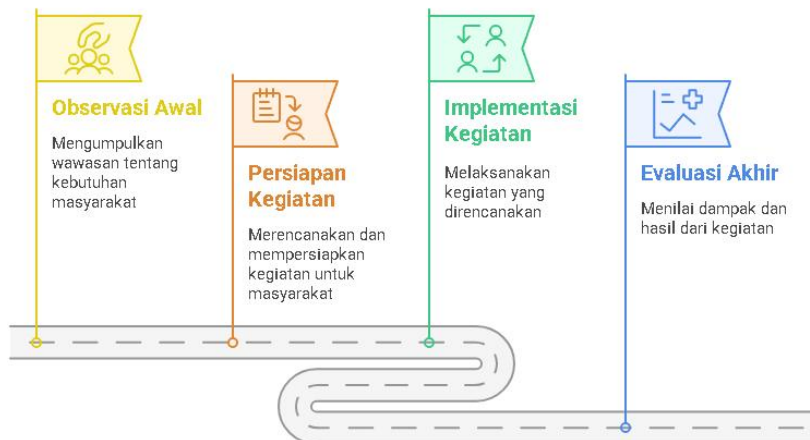 Observasi Awal
Mengumpulkan
wawasan tentang
kebutuhan
masyarakat
Persiapan
Kegiatan
Merencanakan dan
mempersiapkan
kegiatan untuk
masyarakat
Implementasi
Kegiatan
Melaksanakan
kegiatan yang
direncanakan
Evaluasi Akhir
Menilai dampak dan
hasil dari kegiatan